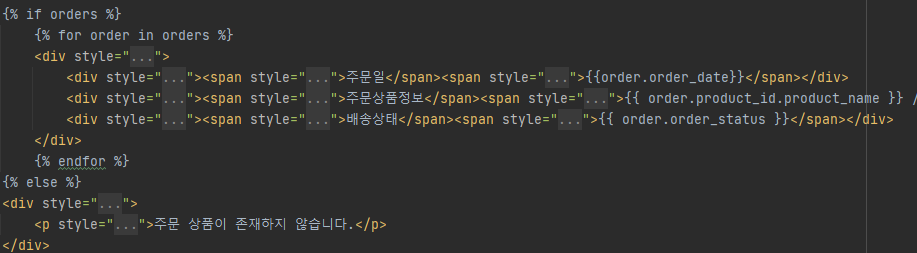 {% if orders %}
{% for order in orders %}
<div style="...">
<div style="..."><span style="...">주문일</span><span style="...">{{order.order_date}}</span></div>
<div style="..."><span style="...">주문상품정보</span><span style="...">{{ order.product_id.product_name }} /
<div style="..."><span style="...">배송상태</span><span style="...">{{ order.order_status }}</span></div>
</div>
{% endfor %}
{% else %}
<div style="...">
<p style="...">주문 상품이 존재하지 않습니다.</p>
</div>